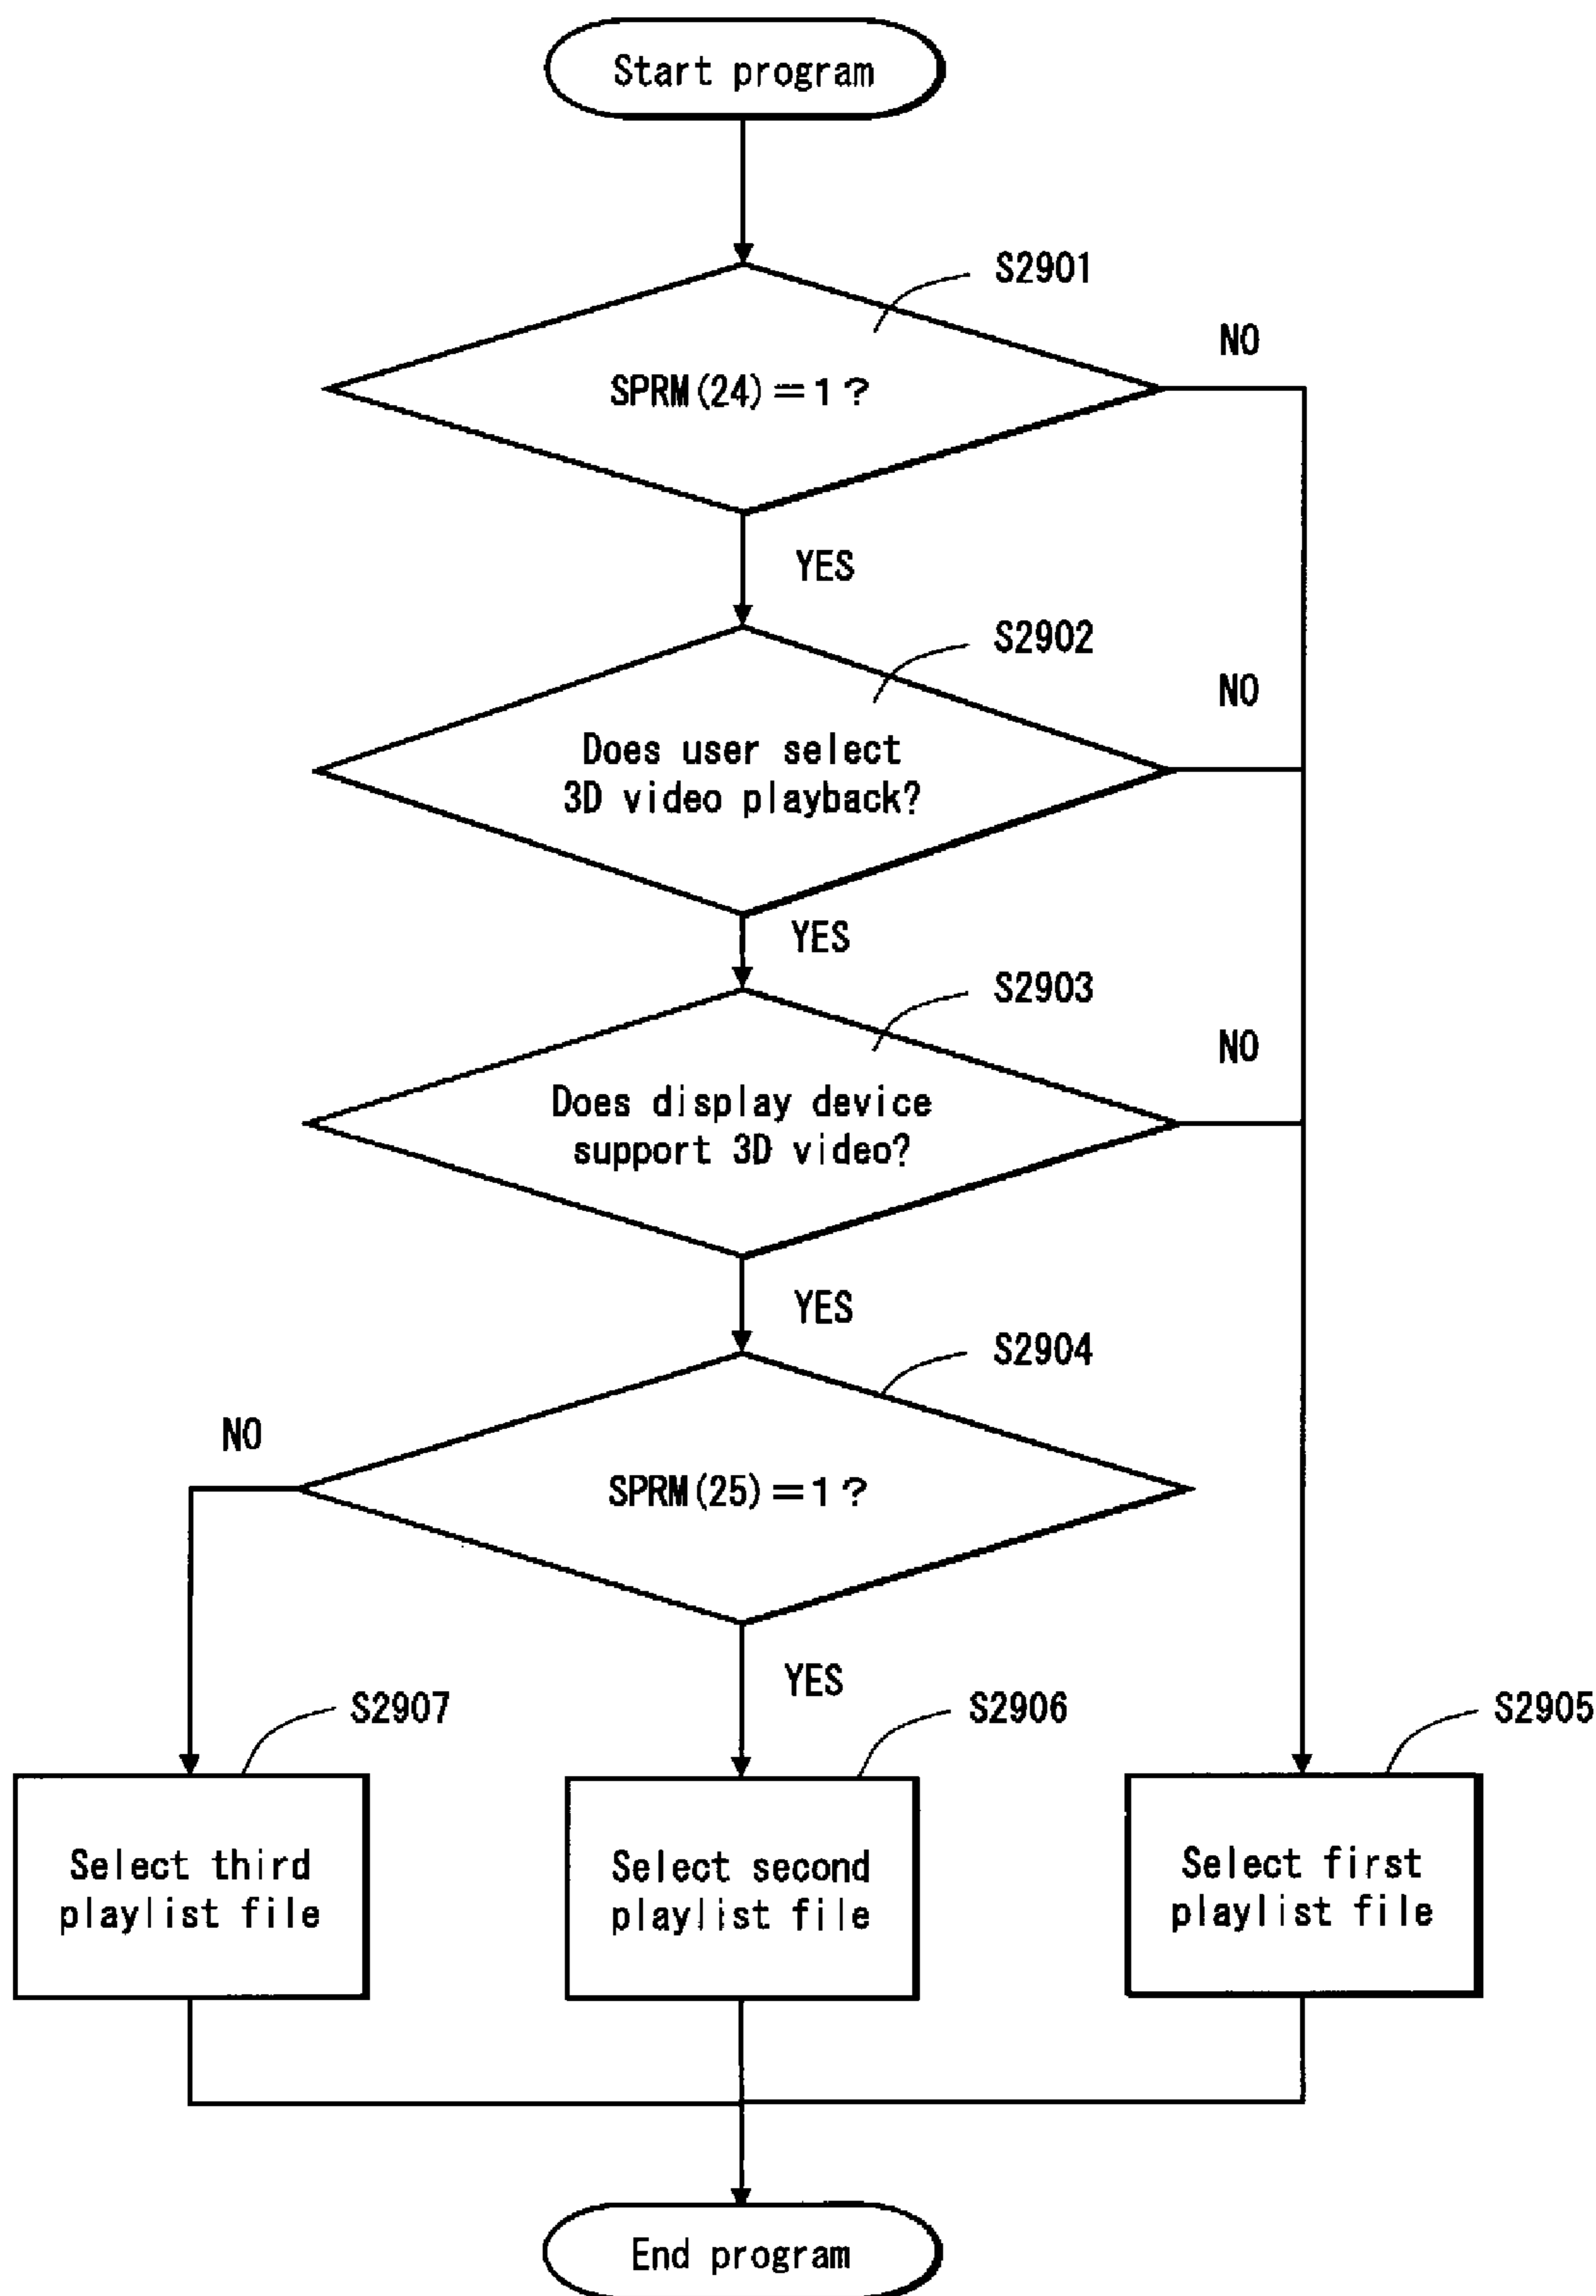 Start program
S2901
NO
SPRM(24)=1?
YES
S2902
NO
Does user select
3D video playback?
YES
S2903
NO
Does display device
support 3D video?
YES
S2904
NO
SPRM(25)=1?
YES
S2907
S2906
S2905
Select third
playlist file
Select second
playlist file
Select first
playlist file
End program